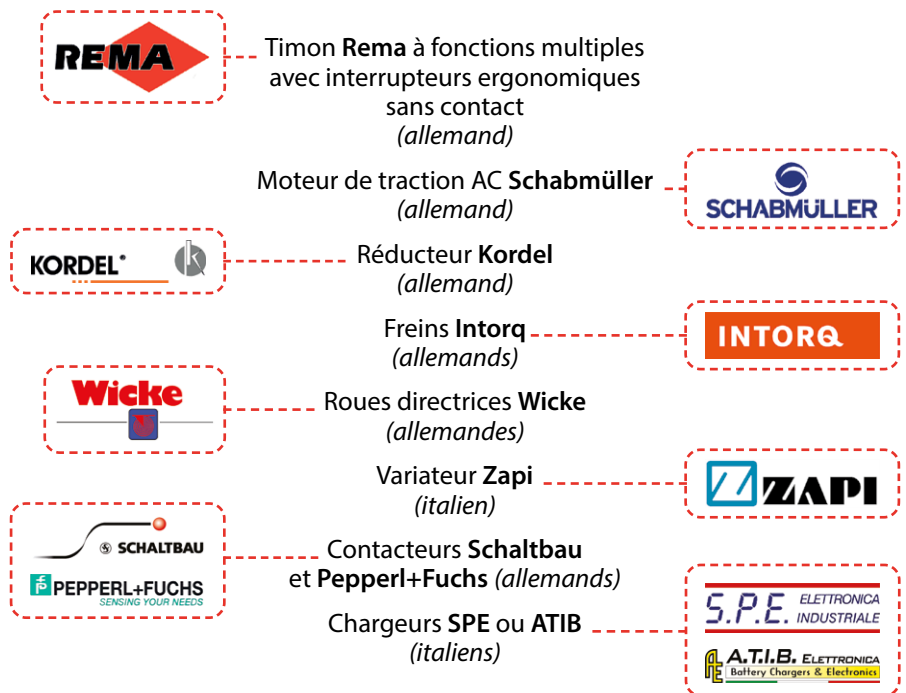 REMA
Timon Rema à fonctions multiples
avec interrupteurs ergonomiques
sans contact
(allemand)
Moteur de traction AC Schabmüller
(allemand)
SCHABMÜLLER
KORDEL®
Réducteur Kordel
(allemand)
Freins Intorq
(allemands)
INTORQ
Wicke
Roues directrices Wicke
(allemandes)
Variateur Zapi
(italien)
ZAPI
SCHALTBAU
PEPPERL+FUCHS
SENSING YOUR NEEDS
Contacteurs Schaltbau
et Pepperl+Fuchs (allemands)
Chargeurs SPE ou ATIB
(italiens)
S.P.E. ELETTRONICA
INDUSTRIALE
A.T.I.B. ELETTRONICA
Battery Chargers & Electronics